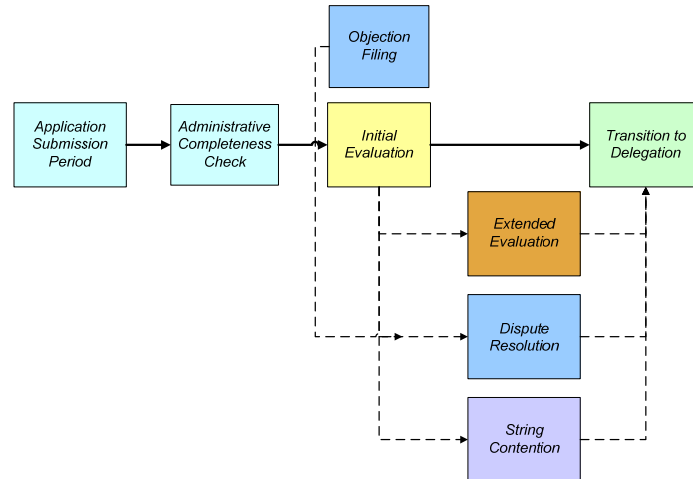 Objection
Filing
Application
Submission
Period
Administrative
Completeness
Check
Initial
Evaluation
Transition to
Delegation
Extended
Evaluation
Dispute
Resolution
String
Contention